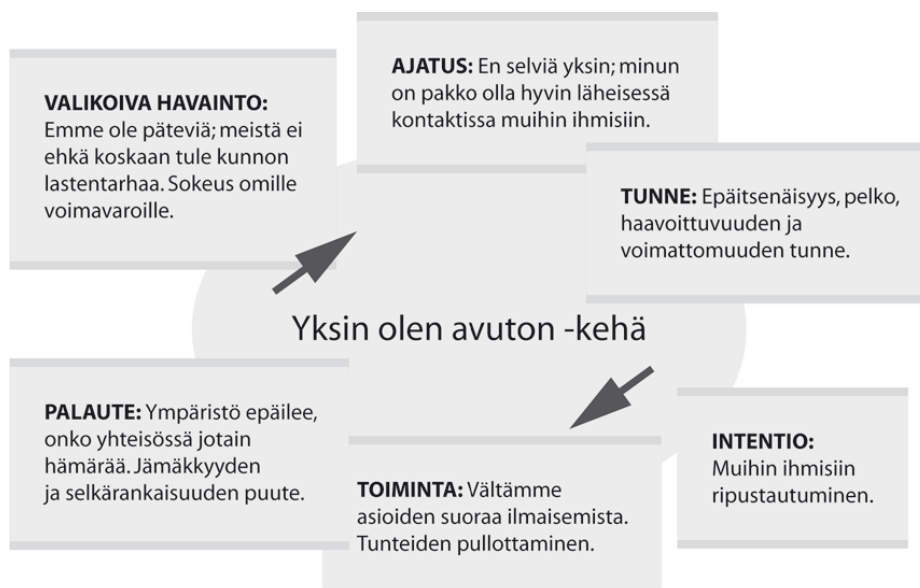 VALIKOIVA HAVAINTO:
Emme ole päteviä; meistä ei
ehkä koskaan tule kunnon
lastentarhaa. Sokeus omille
voimavaroille.
AJATUS: En selviä yksin; minun
on pakko olla hyvin läheisessä
kontaktissa muihin ihmisiin.
TUNNE: Epäitsenäisyys, pelko,
haavoittuvuuden ja
voimattomuuden tunne.
Yksin olen avuton -kehä
PALAUTE: Ympäristö epäilee,
onko yhteisössä jotain
hämärää. Jämäkkyyden
ja selkärankaisuuden puute.
TOIMINTA: Vältämme
asioiden suoraa ilmaisemista.
Tunteiden pullottaminen.
INTENTIO:
Muihin ihmisiin
ripustautuminen.